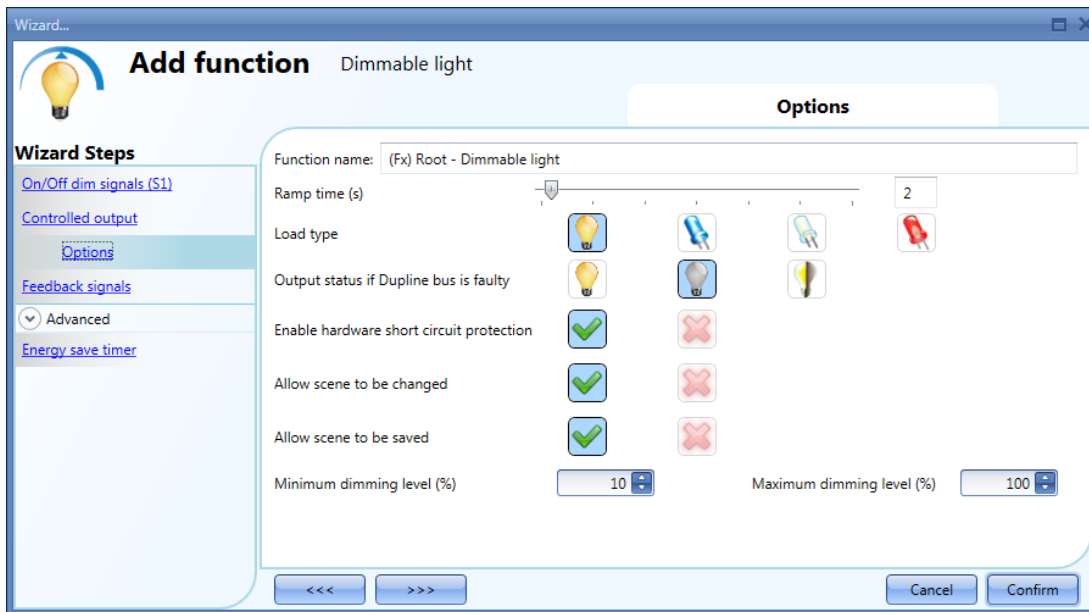 Wizard...
Add function Dimmable light
Options
Wizard Steps
On/Off dim signals (S1)
Controlled output
Options
Feedback signals
Advanced
Energy save timer
Function name: (Fx) Root - Dimmable light
Ramp time (s) 2
Load type
Output status if Dupline bus is faulty
Enable hardware short circuit protection
Allow scene to be changed
Allow scene to be saved
Minimum dimming level (%) 10 Maximum dimming level (%) 100
<<< >>> Cancel Confirm